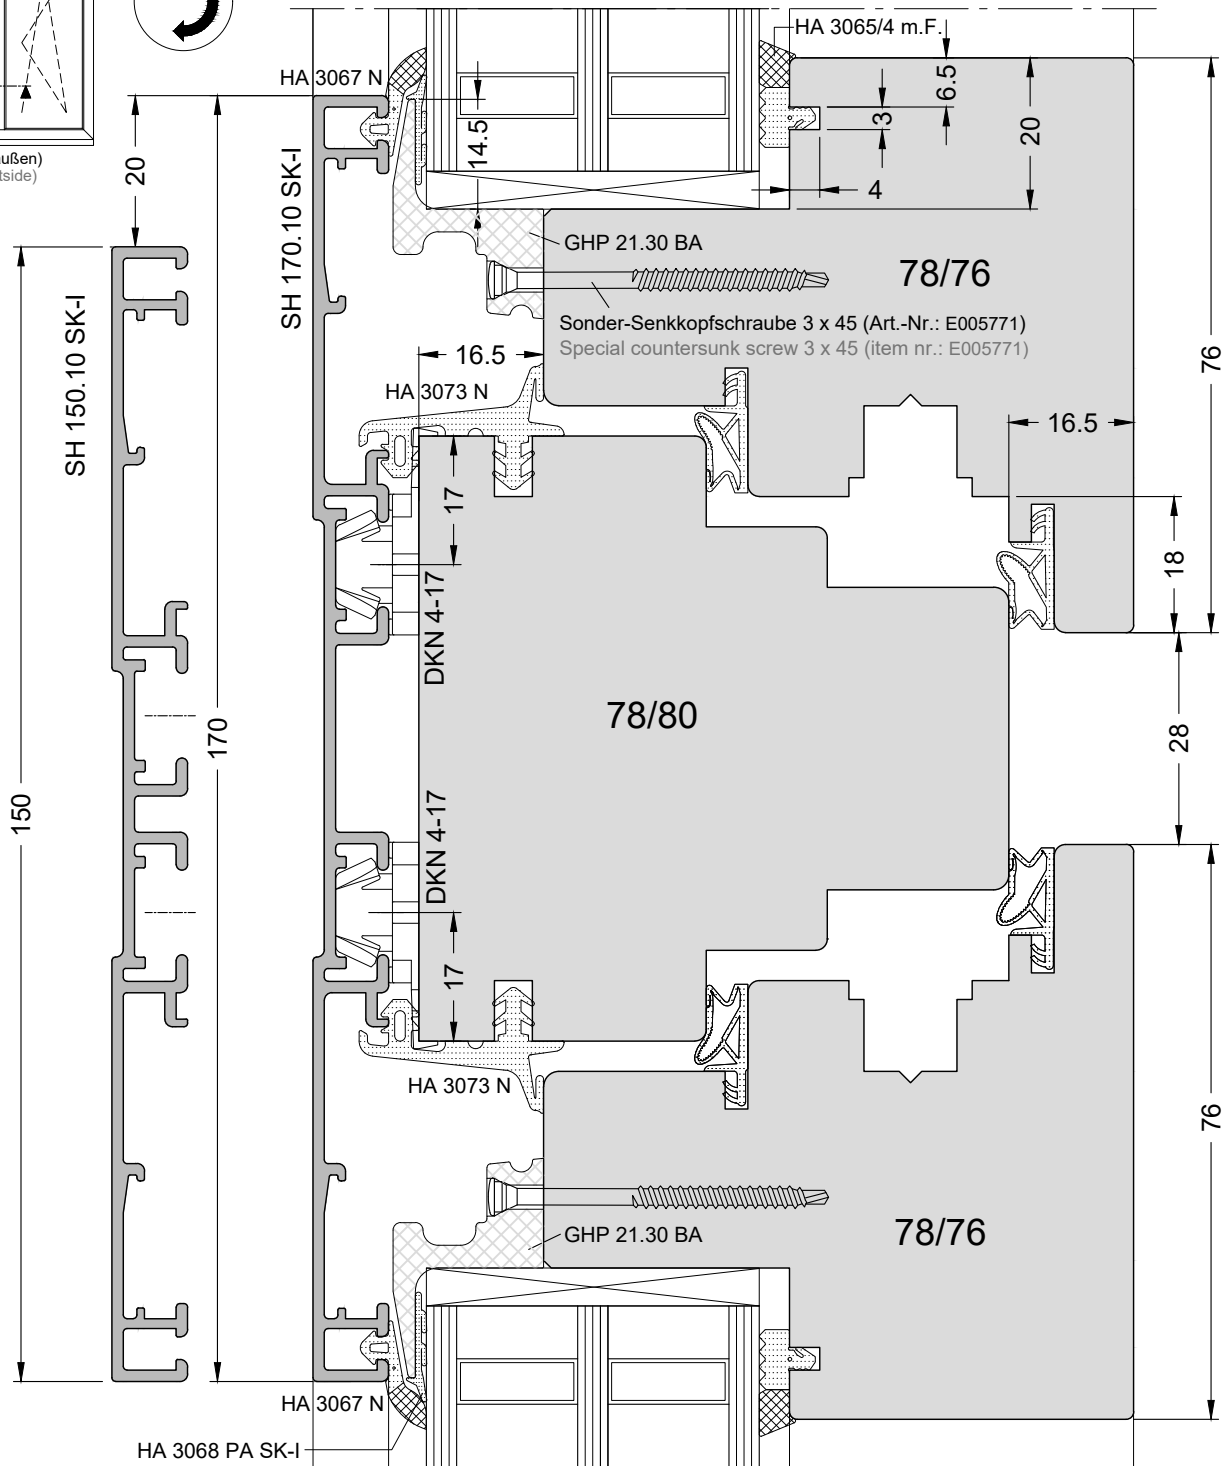 HA 3065/4 m.F.
HA 3067 N
ußen)
tside)
20
14.5
6.5
3
20
4
SH 170.10 SK-I
GHP 21.30 BA
78/76
Sonder-Senkkopfschraube 3 x 45 (Art.-Nr.: E005771)
Special countersunk screw 3 x 45 (item nr.: E005771)
76
SH 150.10 SK-I
16.5
HA 3073 N
16.5
17
18
DKN 4-17
78/80
170
28
150
DKN 4-17
17
HA 3073 N
76
GHP 21.30 BA
78/76
HA 3067 N
HA 3068 PA SK-I